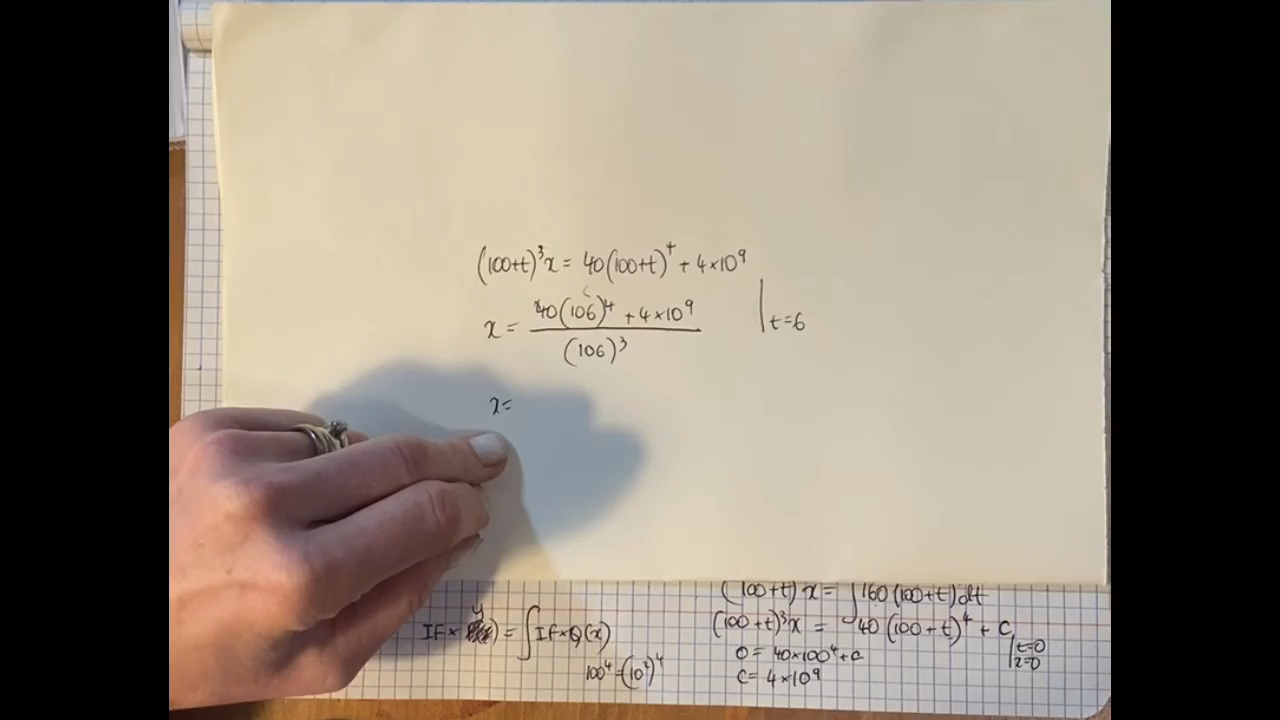 (100+t)³x = 40(100+t)⁴ + 4×10⁹
x = 40(106)⁴ + 4×10⁹ / (106)³ | t=6
x=
(100+t) x = ∫160(100+t) dt
IF × y) = ∫IF×Q(x)
(100+t)³x = 40(100+t)⁴ + C
0 = 40×100⁴+c
|t=0
x=0
100⁴=(10²)⁴
C = 4×10⁹